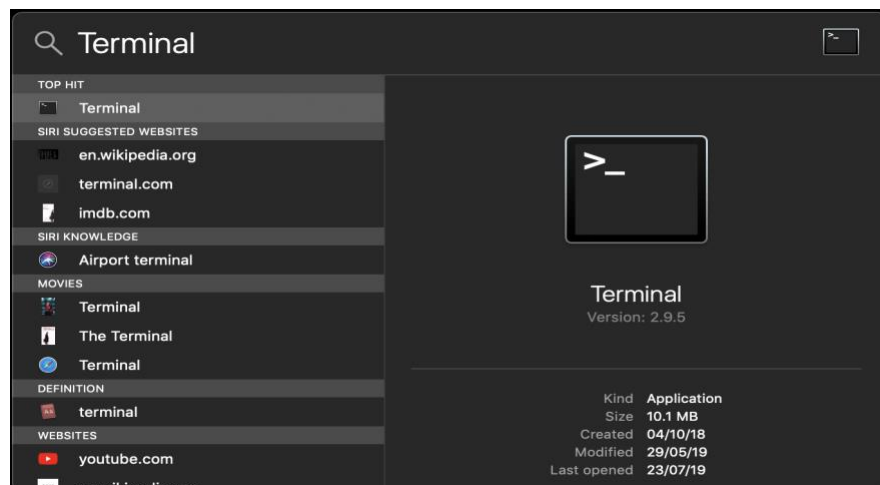 Terminal
TOP HIT
Terminal
SIRI SUGGESTED WEBSITES
en.wikipedia.org
terminal.com
imdb.com
SIRI KNOWLEDGE
Airport terminal
MOVIES
Terminal
The Terminal
Terminal
DEFINITION
terminal
WEBSITES
youtube.com
>_
Terminal
Version: 2.9.5
Kind Application
Size 10.1 MB
Created 04/10/18
Modified 29/05/19
Last opened 23/07/19